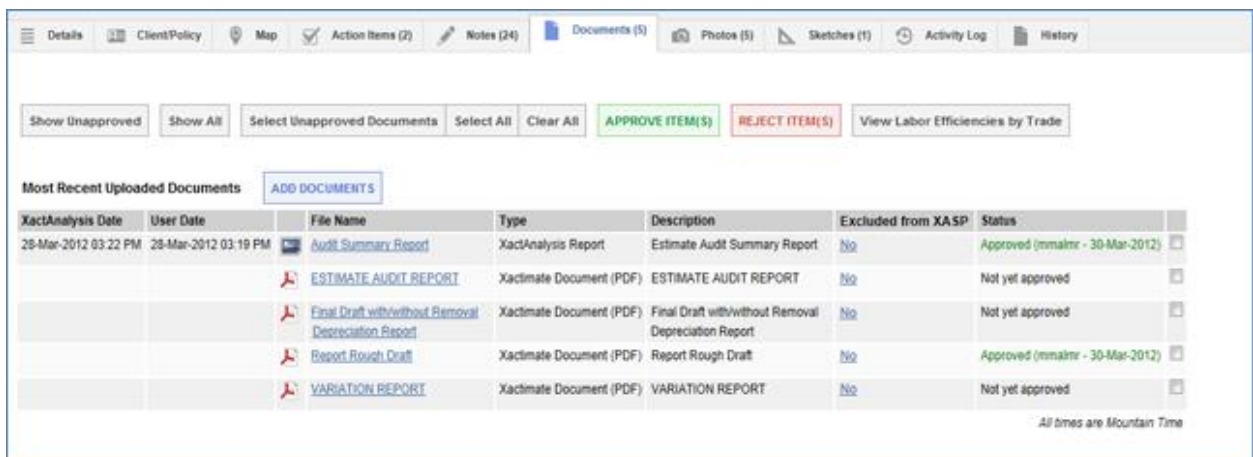 Details Client/Policy Map Action Items (2) Notes (24) Documents (5) Photos (5) Sketches (1) Activity Log History
Show Unapproved Show All Select Unapproved Documents Select All Clear All APPROVE ITEM(S) REJECT ITEM(S) View Labor Efficiencies by Trade
Most Recent Uploaded Documents ADD DOCUMENTS
XactAnalysis Date User Date File Name Type Description Excluded from XASP Status
28-Mar-2012 03:22 PM 28-Mar-2012 03:19 PM Audit Summary Report XactAnalysis Report Estimate Audit Summary Report No Approved (mmalmr - 30-Mar-2012)
ESTIMATE AUDIT REPORT Xactimate Document (PDF) ESTIMATE AUDIT REPORT No Not yet approved
Final Draft with/without Removal Xactimate Document (PDF) Final Draft with/without Removal No Not yet approved
Depreciation Report Depreciation Report
Report Rough Draft Xactimate Document (PDF) Report Rough Draft No Approved (mmalmr - 30-Mar-2012)
VARIATION REPORT Xactimate Document (PDF) VARIATION REPORT No Not yet approved
All times are Mountain Time